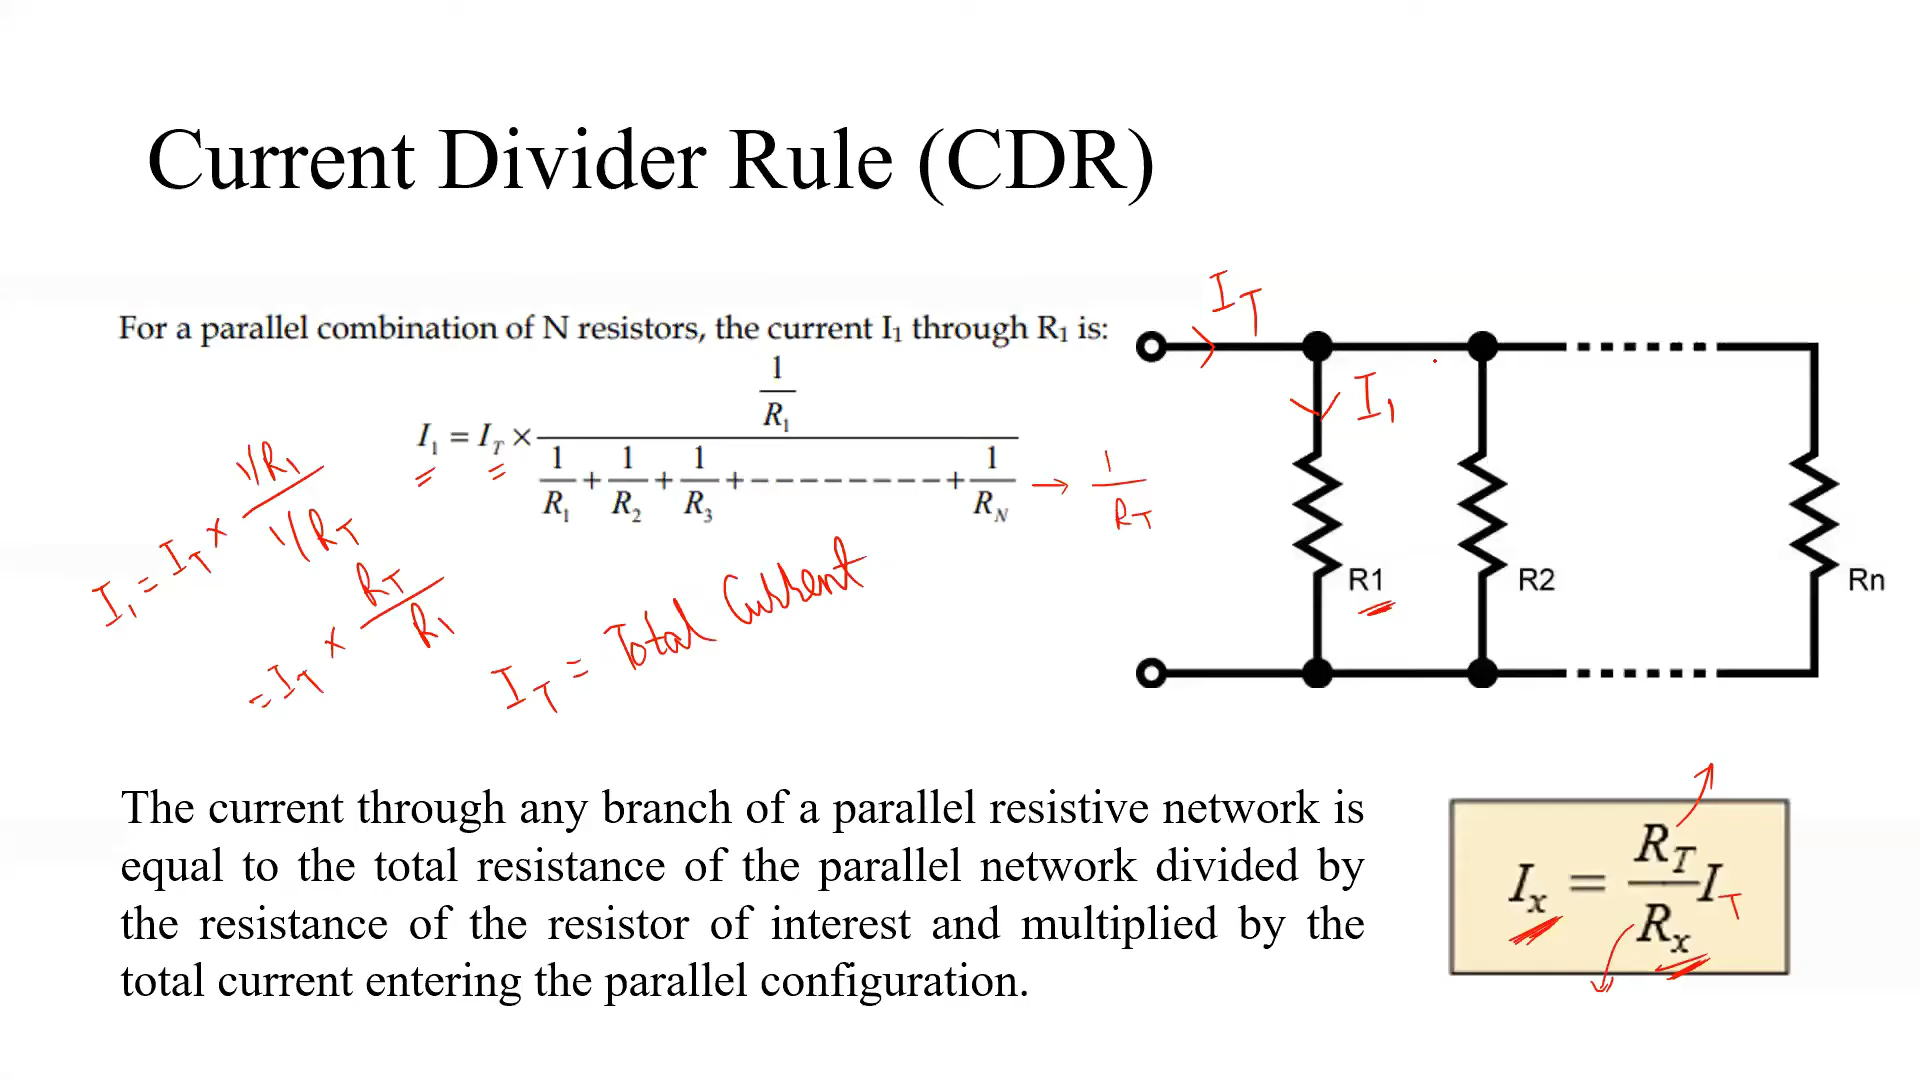 Current Divider Rule (CDR)
For a parallel combination of N resistors, the current I₁ through R₁ is:
I₁ = I_T × (1/R₁) / (1/R₁ + 1/R₂ + 1/R₃ + --------- + 1/R_N) → 1/R_T
I₁ = I_T × (1/R₁) / (1/R_T)
= I_T × R_T/R₁
I_T = Total Current
I_T
I₁
R1
R2
Rn
The current through any branch of a parallel resistive network is
equal to the total resistance of the parallel network divided by
the resistance of the resistor of interest and multiplied by the
total current entering the parallel configuration.
I_x = R_T/R_x I_T